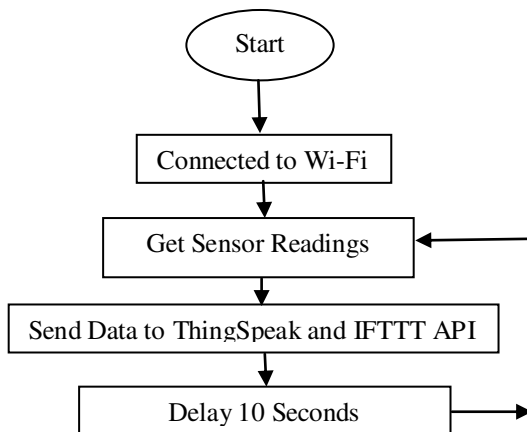 Start
Connected to Wi-Fi
Get Sensor Readings
Send Data to ThingSpeak and IFTTT API
Delay 10 Seconds